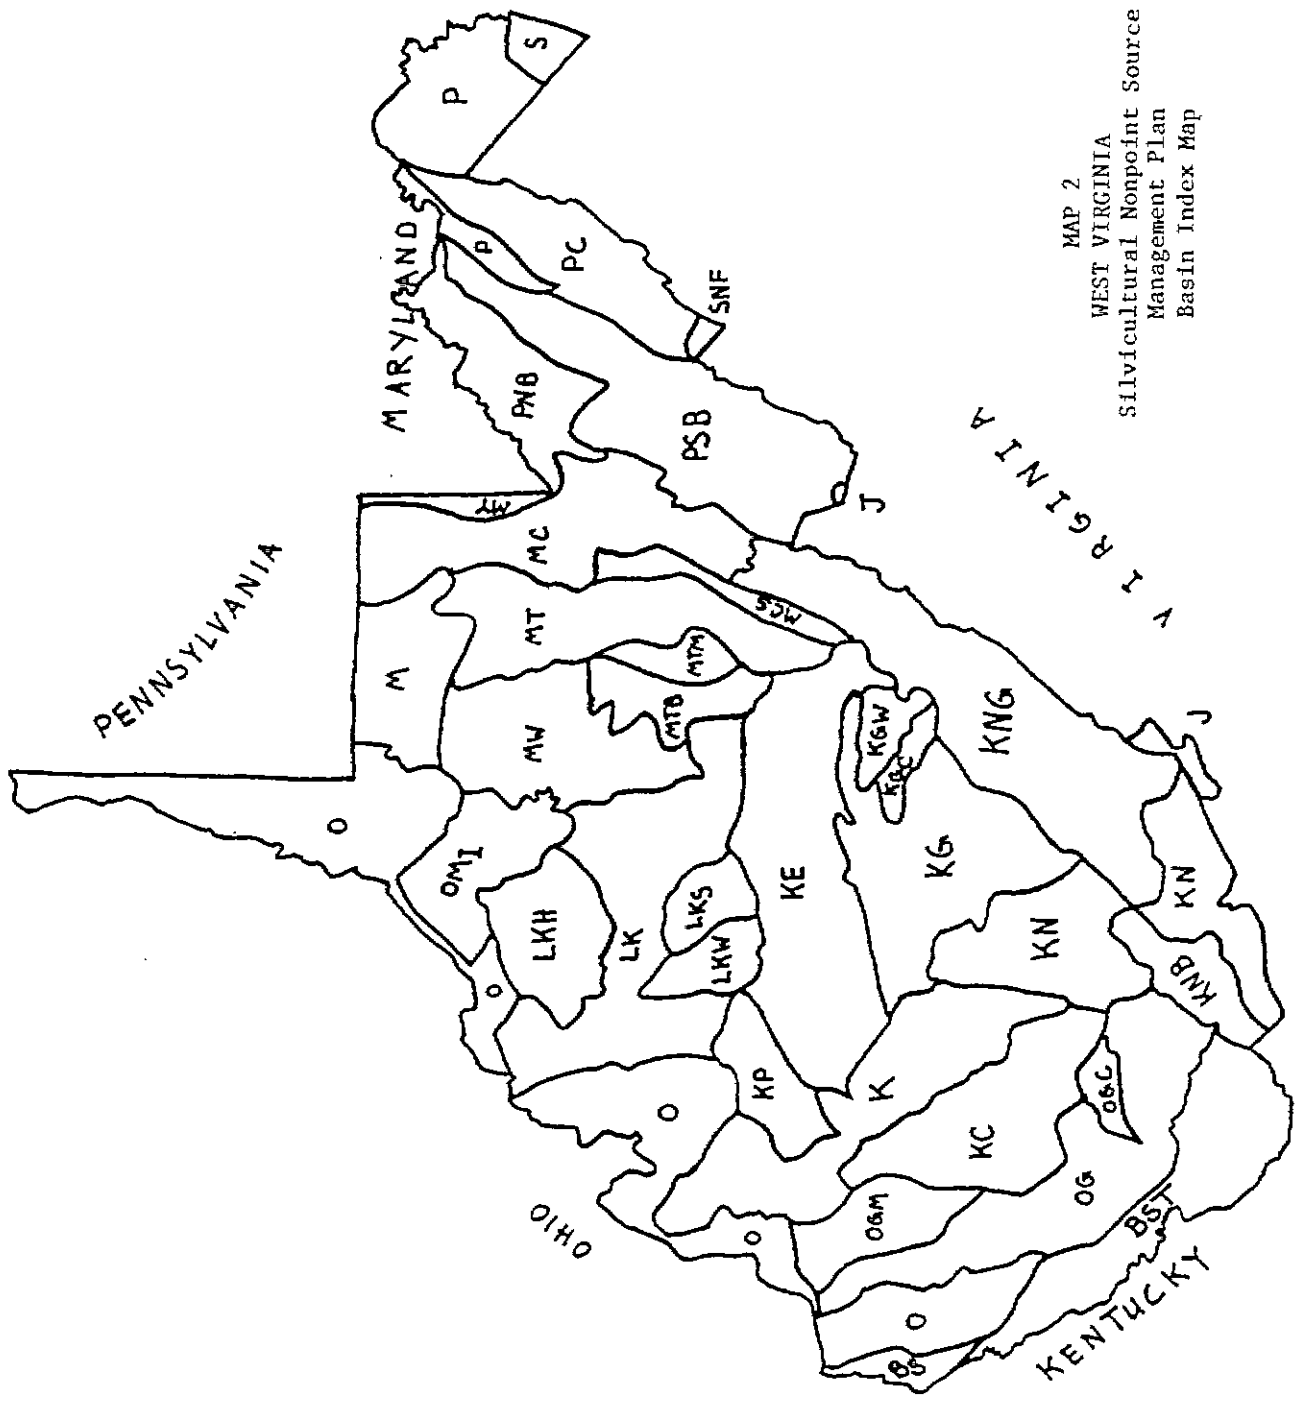 PENNSYLVANIA
MARYLAND
OHIO
KENTUCKY
VIRGINIA
S
P
P
PC
SNF
PNB
PSB
J
MY
MC
MCS
M
MT
MTM
MTB
MW
O
OMI
LKH
LK
LKS
LKW
O
KE
KGW
KGC
KG
KNG
J
KN
KN
KNB
KP
K
O
KC
OGC
OG
OGM
O
O
BS
BST
MAP 2
WEST VIRGINIA
Silvicultural Nonpoint Source
Management Plan
Basin Index Map